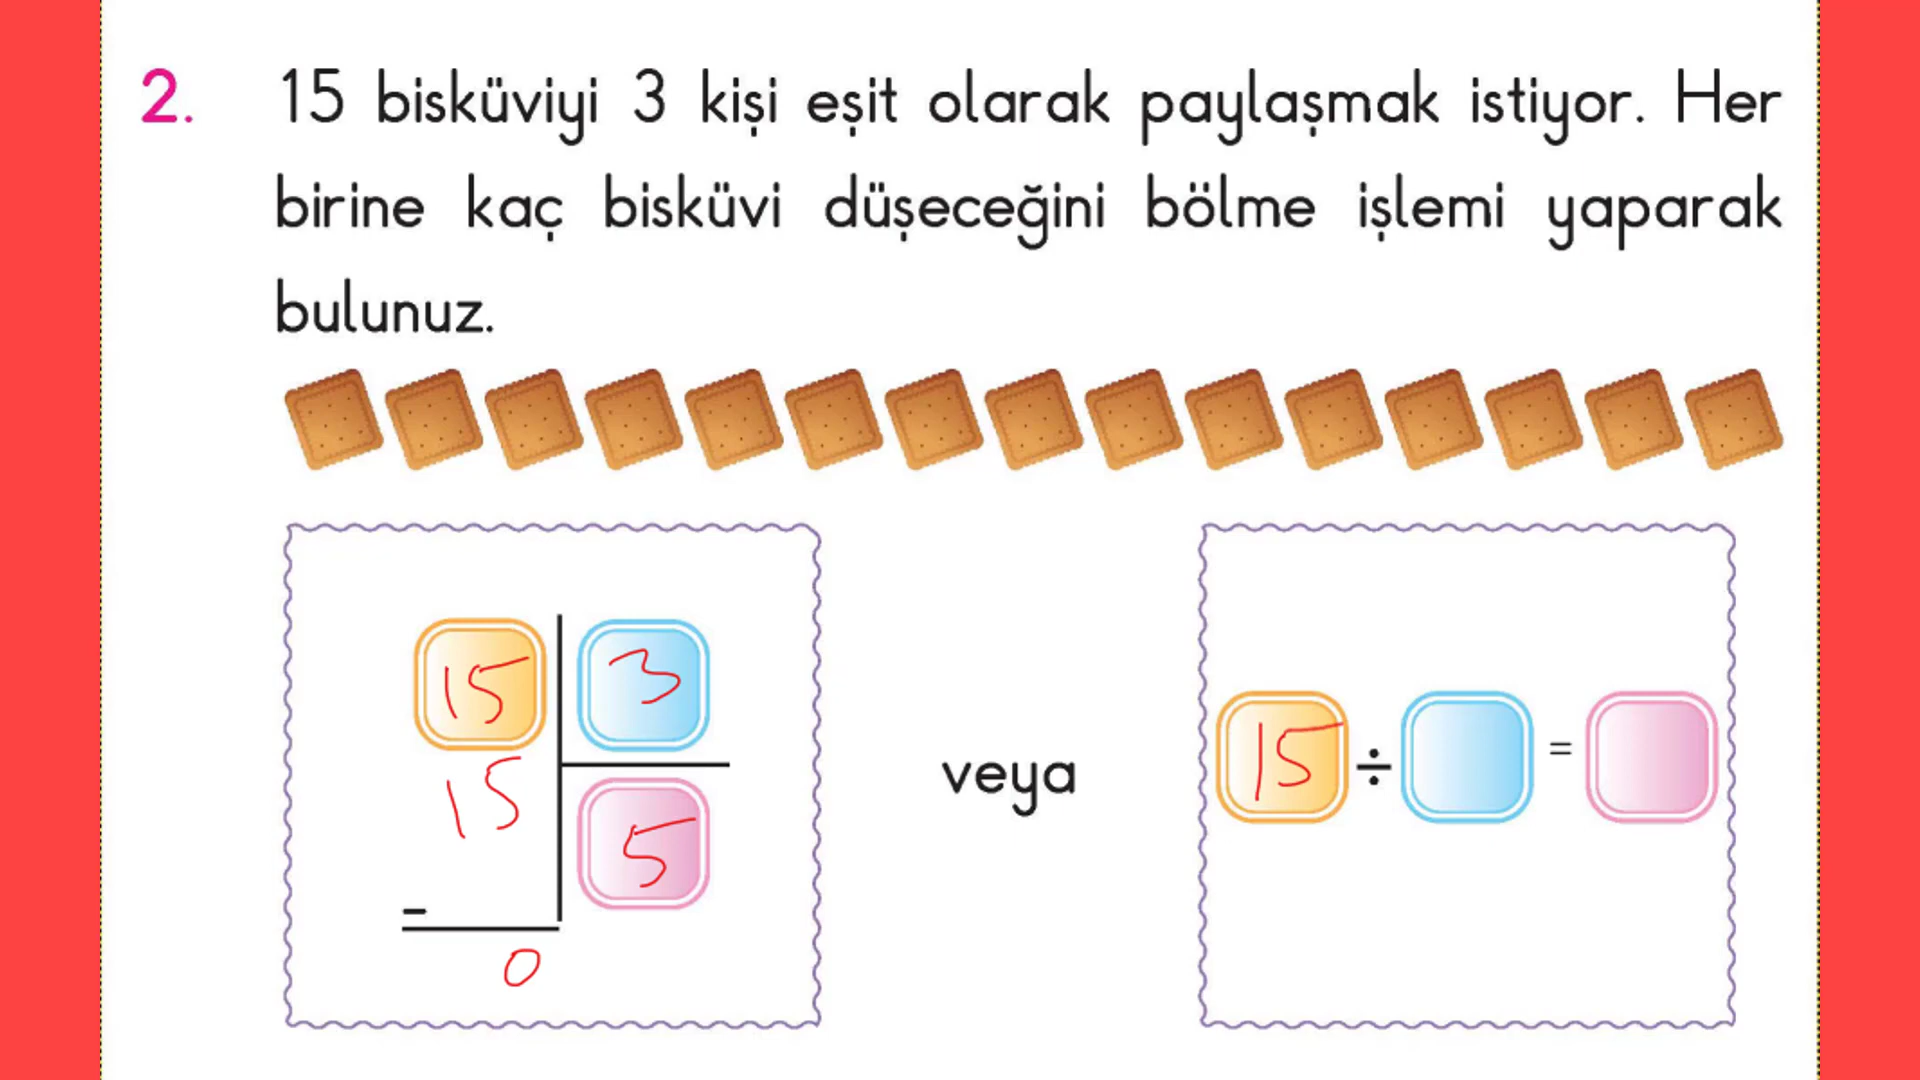 2. 15 bisküviyi 3 kişi eşit olarak paylaşmak istiyor. Her
birine kaç bisküvi düşeceğini bölme işlemi yaparak
bulunuz.
15 3
15
5
-
0
veya
15 ÷ =